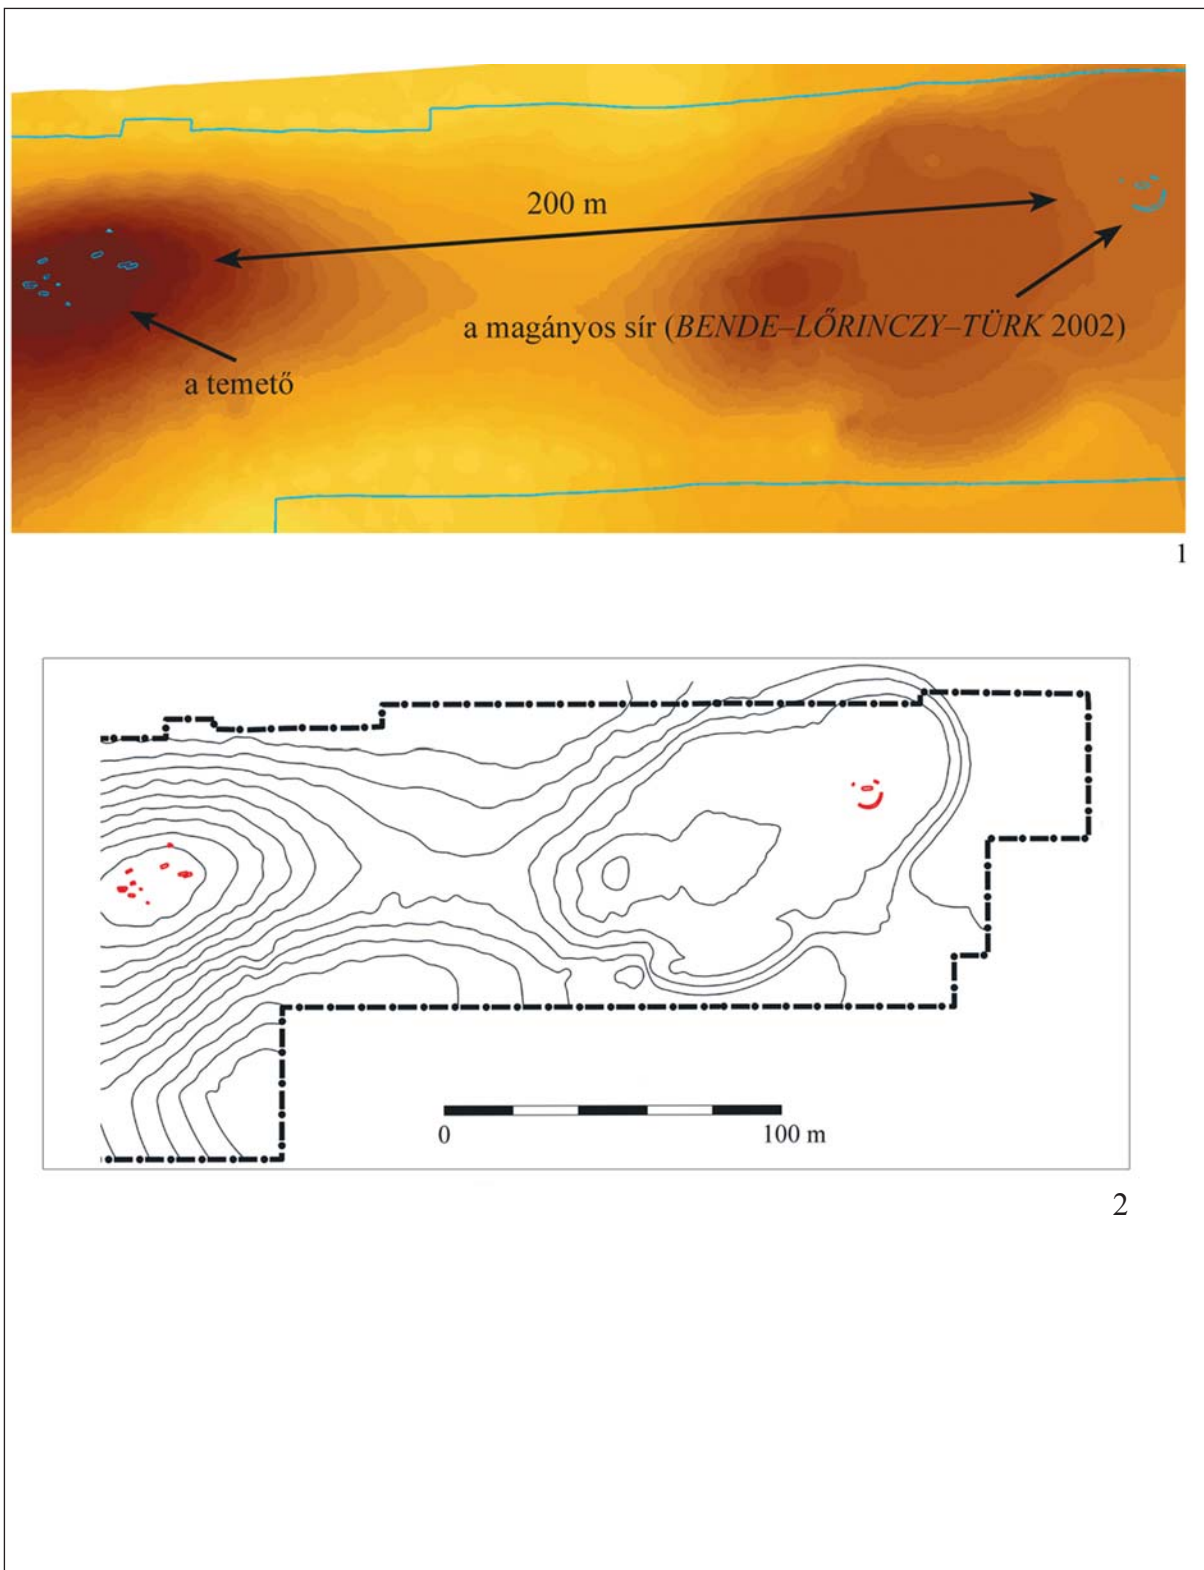 200 m
a magányos sír (BENDE–LŐRINCZY–TÜRK 2002)
a temető
1
0 100 m
2